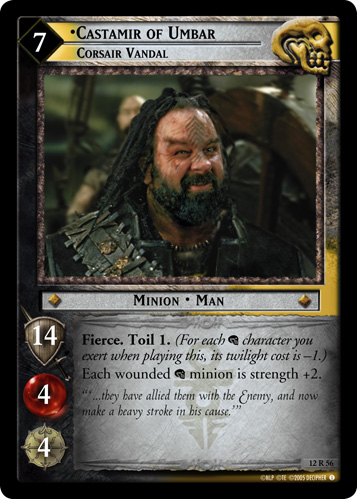 7
•Castamir of Umbar
Corsair Vandal
Minion • Man
14
Fierce. Toil 1. (For each character you
exert when playing this, its twilight cost is –1.)
4
Each wounded minion is strength +2.
“‘...they have allied them with the Enemy, and now
make a heavy stroke in his cause.’”
4
12 R 56
©NLP ©TE ©2005 DECIPHER